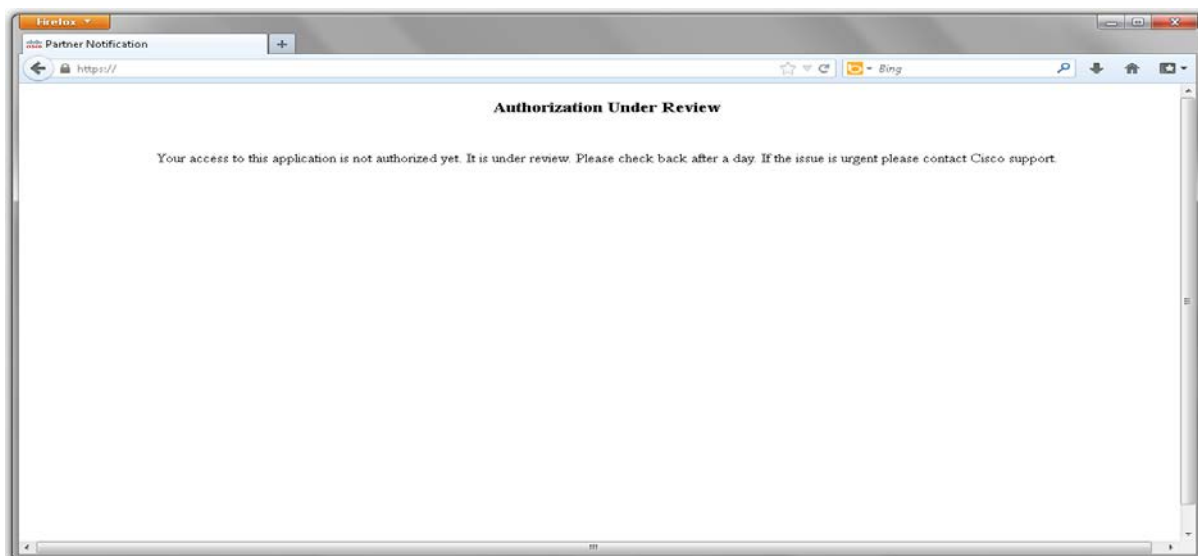 Firefox
Partner Notification
https://
Bing
Authorization Under Review
Your access to this application is not authorized yet. It is under review. Please check back after a day. If the issue is urgent please contact Cisco support.